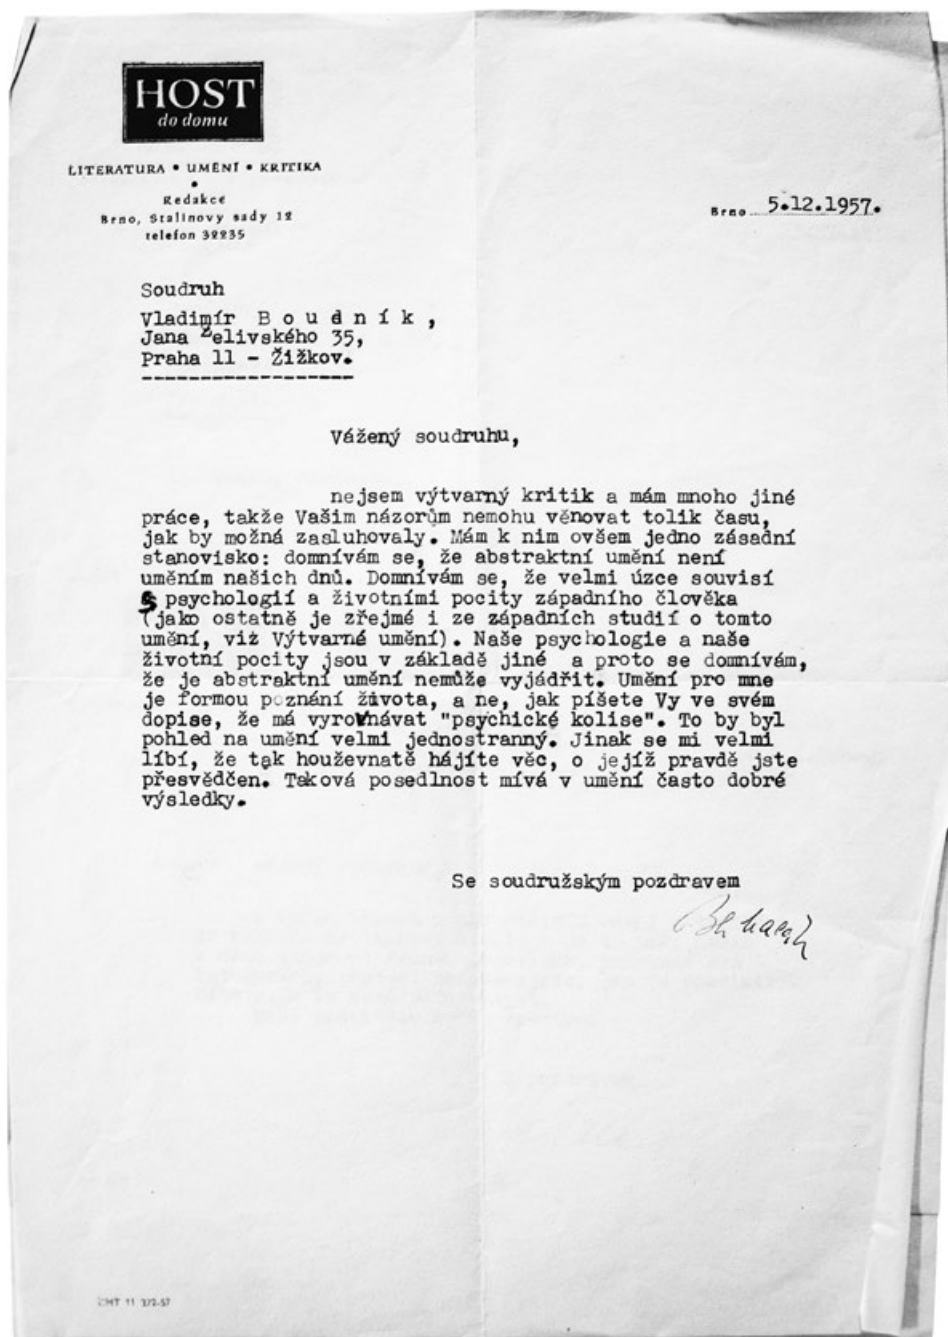 HOST
do domu
LITERATURA • UMĚNÍ • KRITIKA
•
Redakce
Brno, Stalinovy sady 12
telefon 32235
Brno 5.12.1957.
Soudruh
Vladimír B o u d n í k ,
Jana Želivského 35,
Praha 11 - Žižkov.
------------------
Vážený soudruhu,
nejsem výtvarný kritik a mám mnoho jiné
práce, takže Vašim názorům nemohu věnovat tolik času,
jak by možná zasluhovaly. Mám k nim ovšem jedno zásadní
stanovisko: domnívám se, že abstraktní umění není
uměním našich dnů. Domnívám se, že velmi úzce souvisí
s psychologií a životními pocity západního člověka
(jako ostatně je zřejmé i ze západních studií o tomto
umění, viz Výtvarné umění). Naše psychologie a naše
životní pocity jsou v základě jiné a proto se domnívám,
že je abstraktní umění nemůže vyjádřit. Umění pro mne
je formou poznání života, a ne, jak píšete Vy ve svém
dopise, že má vyrovnávat "psychické kolise". To by byl
pohled na umění velmi jednostranný. Jinak se mi velmi
líbí, že tak houževnatě hájíte věc, o jejíž pravdě jste
přesvědčen. Taková posedlnost mívá v umění často dobré
výsledky.
Se soudružským pozdravem